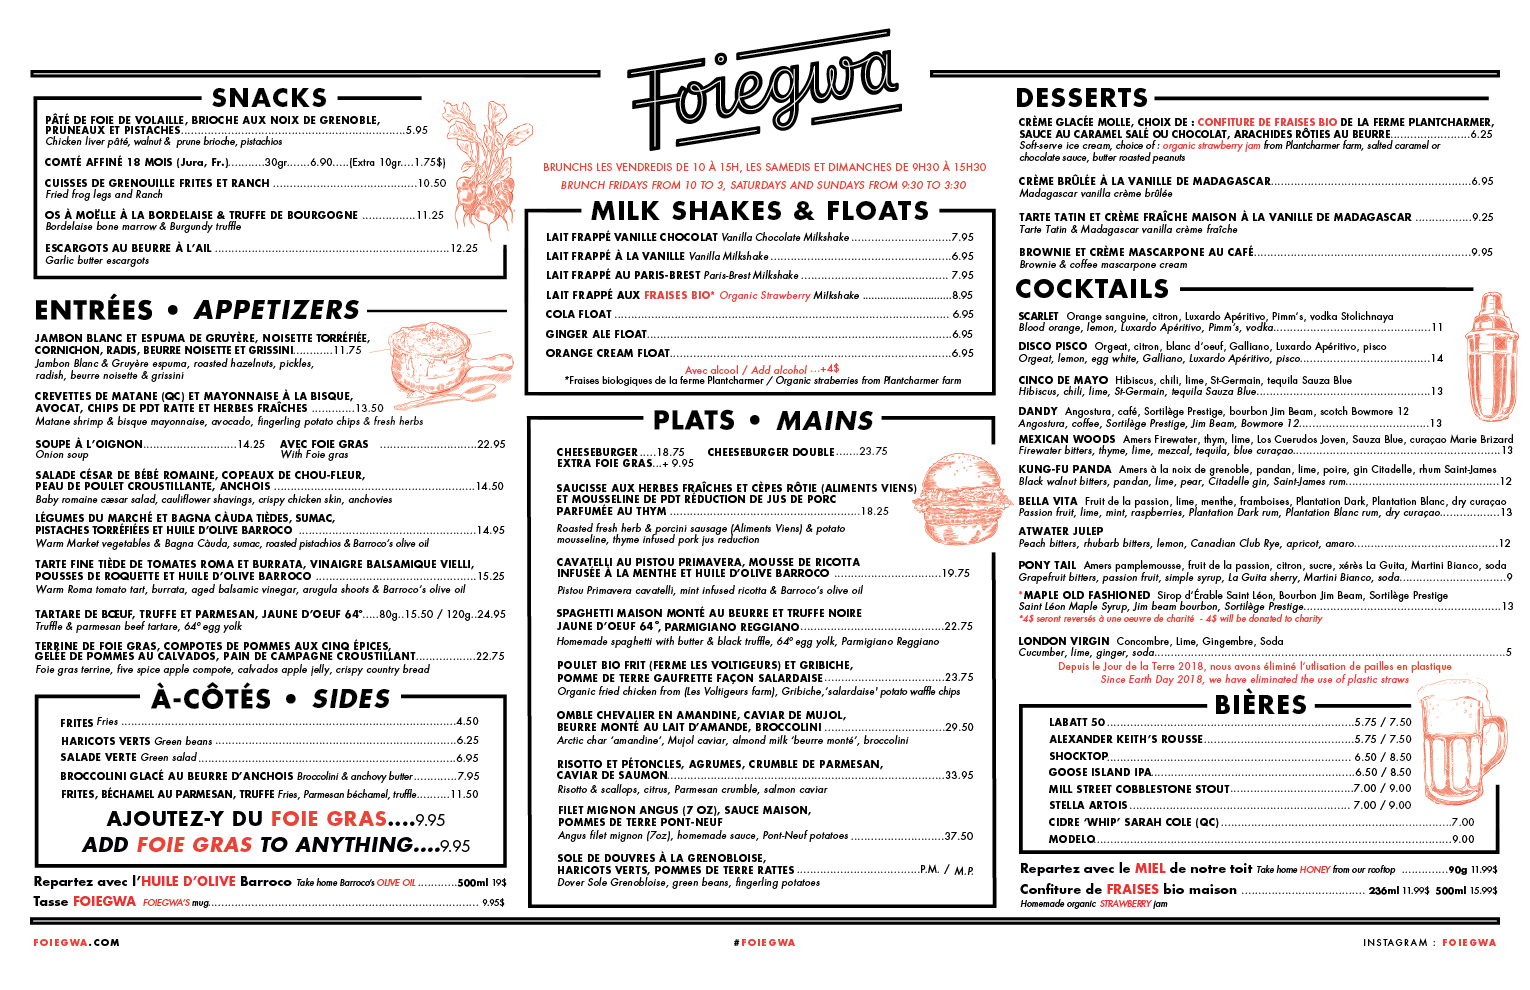 Foiegwa
SNACKS
PÂTÉ DE FOIE DE VOLAILLE, BRIOCHE AUX NOIX DE GRENOBLE,
PRUNEAUX ET PISTACHES....................5.95
Chicken liver pâté, walnut & prune brioche, pistachios
COMTÉ AFFINÉ 18 MOIS (Jura, Fr.)...........30gr.......6.90.....(Extra 10gr....1.75$)
CUISSES DE GRENOUILLE FRITES ET RANCH ....................10.50
Fried frog legs and Ranch
OS À MOËLLE À LA BORDELAISE & TRUFFE DE BOURGOGNE ................11.25
Bordelaise bone marrow & Burgundy truffle
ESCARGOTS AU BEURRE À L'AIL ....................12.25
Garlic butter escargots
ENTRÉES • APPETIZERS
JAMBON BLANC ET ESPUMA DE GRUYÈRE, NOISETTE TORRÉFIÉE,
CORNICHON, RADIS, BEURRE NOISETTE ET GRISSINI............11.75
Jambon Blanc & Gruyère espuma, roasted hazelnuts, pickles,
radish, beurre noisette & grissini
CREVETTES DE MATANE (QC) ET MAYONNAISE À LA BISQUE,
AVOCAT, CHIPS DE PDT RATTE ET HERBES FRAÎCHES .............13.50
Matane shrimp & bisque mayonnaise, avocado, fingerling potato chips & fresh herbs
SOUPE À L'OIGNON....................14.25 AVEC FOIE GRAS ....................22.95
Onion soup With Foie gras
SALADE CÉSAR DE BÉBÉ ROMAINE, COPEAUX DE CHOU-FLEUR,
PEAU DE POULET CROUSTILLANTE, ANCHOIS ....................14.50
Baby romaine cæsar salad, cauliflower shavings, crispy chicken skin, anchovies
LÉGUMES DU MARCHÉ ET BAGNA CÀUDA TIÈDES, SUMAC,
PISTACHES TORRÉFIÉES ET HUILE D'OLIVE BARROCO ....................14.95
Warm Market vegetables & Bagna Càuda, sumac, roasted pistachios & Barroco's olive oil
TARTE FINE TIÈDE DE TOMATES ROMA ET BURRATA, VINAIGRE BALSAMIQUE VIELLI,
POUSSES DE ROQUETTE ET HUILE D'OLIVE BARROCO ....................15.25
Warm Roma tomato tart, burrata, aged balsamic vinegar, arugula shoots & Barroco's olive oil
TARTARE DE BŒUF, TRUFFE ET PARMESAN, JAUNE D'OEUF 64º.....80g..15.50 / 120g..24.95
Truffle & parmesan beef tartare, 64º egg yolk
TERRINE DE FOIE GRAS, COMPOTES DE POMMES AUX CINQ ÉPICES,
GELÉE DE POMMES AU CALVADOS, PAIN DE CAMPAGNE CROUSTILLANT..................22.75
Foie gras terrine, five spice apple compote, calvados apple jelly, crispy country bread
À-CÔTÉS • SIDES
FRITES Fries ....................4.50
HARICOTS VERTS Green beans ....................6.25
SALADE VERTE Green salad....................6.95
BROCCOLINI GLACÉ AU BEURRE D'ANCHOIS Broccolini & anchovy butter.............7.95
FRITES, BÉCHAMEL AU PARMESAN, TRUFFE Fries, Parmesan béchamel, truffle..........11.50
AJOUTEZ-Y DU FOIE GRAS....9.95
ADD FOIE GRAS TO ANYTHING....9.95
Repartez avec l'HUILE D'OLIVE Barroco Take home Barroco's OLIVE OIL ............500ml 19$
Tasse FOIEGWA FOIEGWA'S mug.................... 9.95$
BRUNCHS LES VENDREDIS DE 10 À 15H, LES SAMEDIS ET DIMANCHES DE 9H30 À 15H30
BRUNCH FRIDAYS FROM 10 TO 3, SATURDAYS AND SUNDAYS FROM 9:30 TO 3:30
MILK SHAKES & FLOATS
LAIT FRAPPÉ VANILLE CHOCOLAT Vanilla Chocolate Milkshake ....................7.95
LAIT FRAPPÉ À LA VANILLE Vanilla Milkshake....................6.95
LAIT FRAPPÉ AU PARIS-BREST Paris-Brest Milkshake .................... 7.95
LAIT FRAPPÉ AUX FRAISES BIO* Organic Strawberry Milkshake ....................8.95
COLA FLOAT .................... 6.95
GINGER ALE FLOAT....................6.95
ORANGE CREAM FLOAT....................6.95
Avec alcool / Add alcohol ...+4$
*Fraises biologiques de la ferme Plantcharmer / Organic straberries from Plantcharmer farm
PLATS • MAINS
CHEESEBURGER .....18.75 CHEESEBURGER DOUBLE.......23.75
EXTRA FOIE GRAS...+ 9.95
SAUCISSE AUX HERBES FRAÎCHES ET CÈPES RÔTIE (ALIMENTS VIENS)
ET MOUSSELINE DE PDT RÉDUCTION DE JUS DE PORC
PARFUMÉE AU THYM ....................18.25
Roasted fresh herb & porcini sausage (Aliments Viens) & potato
mousseline, thyme infused pork jus reduction
CAVATELLI AU PISTOU PRIMAVERA, MOUSSE DE RICOTTA
INFUSÉE À LA MENTHE ET HUILE D'OLIVE BARROCO ....................19.75
Pistou Primavera cavatelli, mint infused ricotta & Barroco's olive oil
SPAGHETTI MAISON MONTÉ AU BEURRE ET TRUFFE NOIRE
JAUNE D'OEUF 64º, PARMIGIANO REGGIANO....................22.75
Homemade spaghetti with butter & black truffle, 64º egg yolk, Parmigiano Reggiano
POULET BIO FRIT (FERME LES VOLTIGEURS) ET GRIBICHE,
POMME DE TERRE GAUFRETTE FAÇON SALARDAISE....................23.75
Organic fried chicken from (Les Voltigeurs farm), Gribiche,'salardaise' potato waffle chips
OMBLE CHEVALIER EN AMANDINE, CAVIAR DE MUJOL,
BEURRE MONTÉ AU LAIT D'AMANDE, BROCCOLINI ....................29.50
Arctic char 'amandine', Mujol caviar, almond milk 'beurre monté', broccolini
RISOTTO ET PÉTONCLES, AGRUMES, CRUMBLE DE PARMESAN,
CAVIAR DE SAUMON....................33.95
Risotto & scallops, citrus, Parmesan crumble, salmon caviar
FILET MIGNON ANGUS (7 OZ), SAUCE MAISON,
POMMES DE TERRE PONT-NEUF
Angus filet mignon (7oz), homemade sauce, Pont-Neuf potatoes ....................37.50
SOLE DE DOUVRES À LA GRENOBLOISE,
HARICOTS VERTS, POMMES DE TERRE RATTES ....................P.M. / M.P.
Dover Sole Grenobloise, green beans, fingerling potatoes
DESSERTS
CRÈME GLACÉE MOLLE, CHOIX DE : CONFITURE DE FRAISES BIO DE LA FERME PLANTCHARMER,
SAUCE AU CARAMEL SALÉ OU CHOCOLAT, ARACHIDES RÔTIES AU BEURRE....................6.25
Soft-serve ice cream, choice of : organic strawberry jam from Plantcharmer farm, salted caramel or
chocolate sauce, butter roasted peanuts
CRÈME BRÛLÉE À LA VANILLE DE MADAGASCAR....................6.95
Madagascar vanilla crème brûlée
TARTE TATIN ET CRÈME FRAÎCHE MAISON À LA VANILLE DE MADAGASCAR .................9.25
Tarte Tatin & Madagascar vanilla crème fraîche
BROWNIE ET CRÈME MASCARPONE AU CAFÉ....................9.95
Brownie & coffee mascarpone cream
COCKTAILS
SCARLET Orange sanguine, citron, Luxardo Apéritivo, Pimm's, vodka Stolichnaya
Blood orange, lemon, Luxardo Apéritivo, Pimm's, vodka....................11
DISCO PISCO Orgeat, citron, blanc d'oeuf, Galliano, Luxardo Apéritivo, pisco
Orgeat, lemon, egg white, Galliano, Luxardo Apéritivo, pisco....................14
CINCO DE MAYO Hibiscus, chili, lime, St-Germain, tequila Sauza Blue
Hibiscus, chili, lime, St-Germain, tequila Sauza Blue....................13
DANDY Angostura, café, Sortilège Prestige, bourbon Jim Beam, scotch Bowmore 12
Angostura, coffee, Sortilège Prestige, Jim Beam, Bowmore 12....................13
MEXICAN WOODS Amers Firewater, thym, lime, Los Cuerudos Joven, Sauza Blue, curaçao Marie Brizard
Firewater bitters, thyme, lime, mezcal, tequila, blue curaçao....................13
KUNG-FU PANDA Amers à la noix de grenoble, pandan, lime, poire, gin Citadelle, rhum Saint-James
Black walnut bitters, pandan, lime, pear, Citadelle gin, Saint-James rum....................12
BELLA VITA Fruit de la passion, lime, menthe, framboises, Plantation Dark, Plantation Blanc, dry curaçao
Passion fruit, lime, mint, raspberries, Plantation Dark rum, Plantation Blanc rum, dry curaçao..................13
ATWATER JULEP
Peach bitters, rhubarb bitters, lemon, Canadian Club Rye, apricot, amaro....................12
PONY TAIL Amers pamplemousse, fruit de la passion, citron, sucre, xérès La Guita, Martini Bianco, soda
Grapefruit bitters, passion fruit, simple syrup, La Guita sherry, Martini Bianco, soda....................9
*MAPLE OLD FASHIONED Sirop d'Érable Saint Léon, Bourbon Jim Beam, Sortilège Prestige
Saint Léon Maple Syrup, Jim beam bourbon, Sortilège Prestige....................13
*4$ seront reversés à une oeuvre de charité - 4$ will be donated to charity
LONDON VIRGIN Concombre, Lime, Gingembre, Soda
Cucumber, lime, ginger, soda....................5
Depuis le Jour de la Terre 2018, nous avons éliminé l'utlisation de pailles en plastique
Since Earth Day 2018, we have eliminated the use of plastic straws
BIÈRES
LABATT 50....................5.75 / 7.50
ALEXANDER KEITH'S ROUSSE....................5.75 / 7.50
SHOCKTOP.................... 6.50 / 8.50
GOOSE ISLAND IPA....................6.50 / 8.50
MILL STREET COBBLESTONE STOUT....................7.00 / 9.00
STELLA ARTOIS.................... 7.00 / 9.00
CIDRE 'WHIP' SARAH COLE (QC)....................7.00
MODELO....................9.00
Repartez avec le MIEL de notre toit Take home HONEY from our rooftop ..............90g 11.99$
Confiture de FRAISES bio maison .................... 236ml 11.99$ 500ml 15.99$
Homemade organic STRAWBERRY jam
FOIEGWA.COM
#FOIEGWA
INSTAGRAM : FOIEGWA